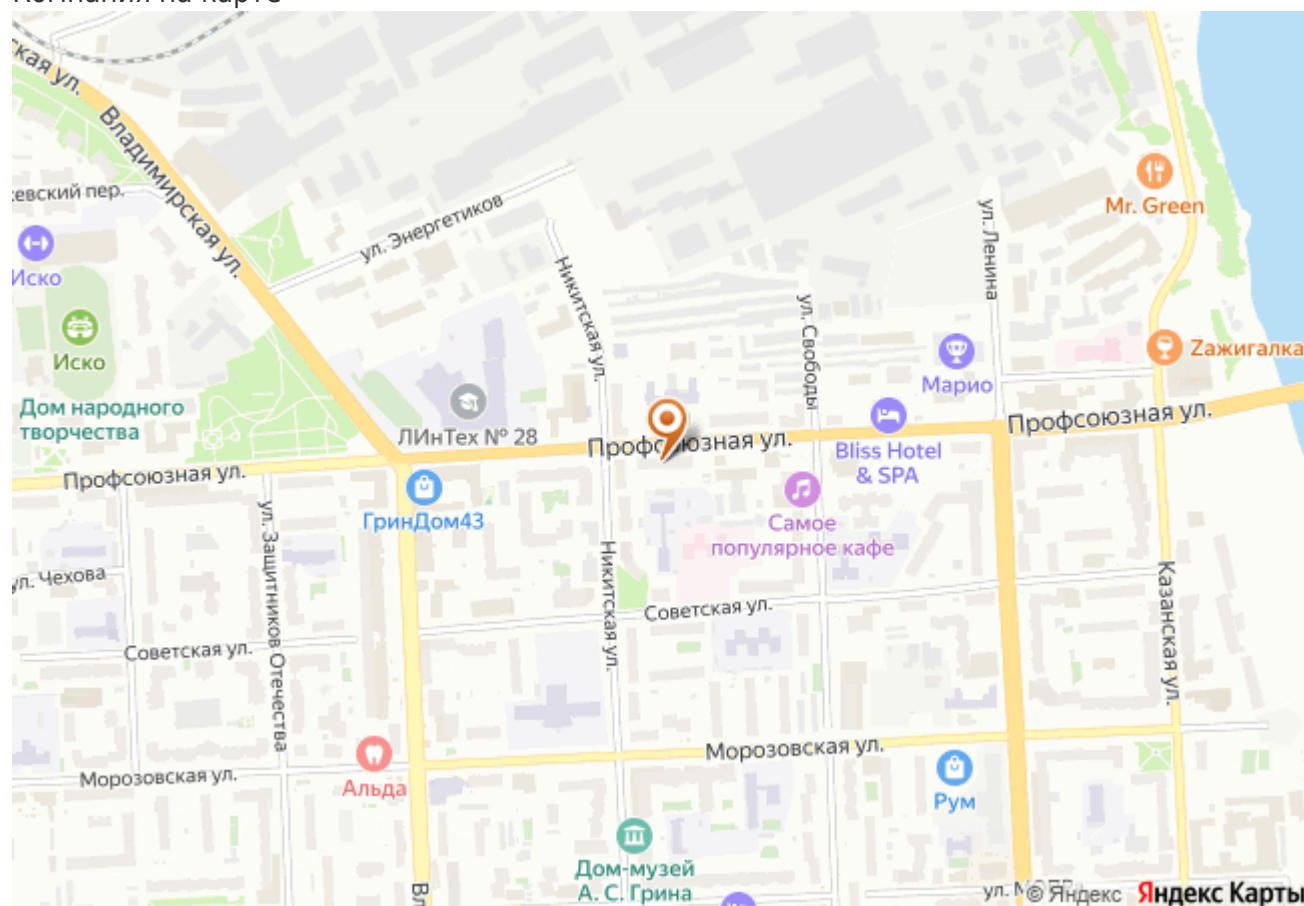 Компания на карте
ская ул.
Владимирская ул.
евский пер.
ул. Энергетиков
Mr. Green
ул. Ленина
Иско
Никитская ул.
ул. Свободы
Иско
Zажигалка
Марио
Дом народного
творчества
ЛИнТех № 28
Профсоюзная ул.
Профсоюзная ул.
Bliss Hotel
& SPA
Профсоюзная ул.
ГринДом43
Самое
популярное кафе
ул. Защитников Отечества
Никитская ул.
ул. Чехова
Казанская ул.
Советская ул.
Советская ул.
Морозовская ул.
Морозовская ул.
Альда
Рум
Дом-музей
А. С. Грина
Вл
ул.
© Яндекс Яндекс Карты